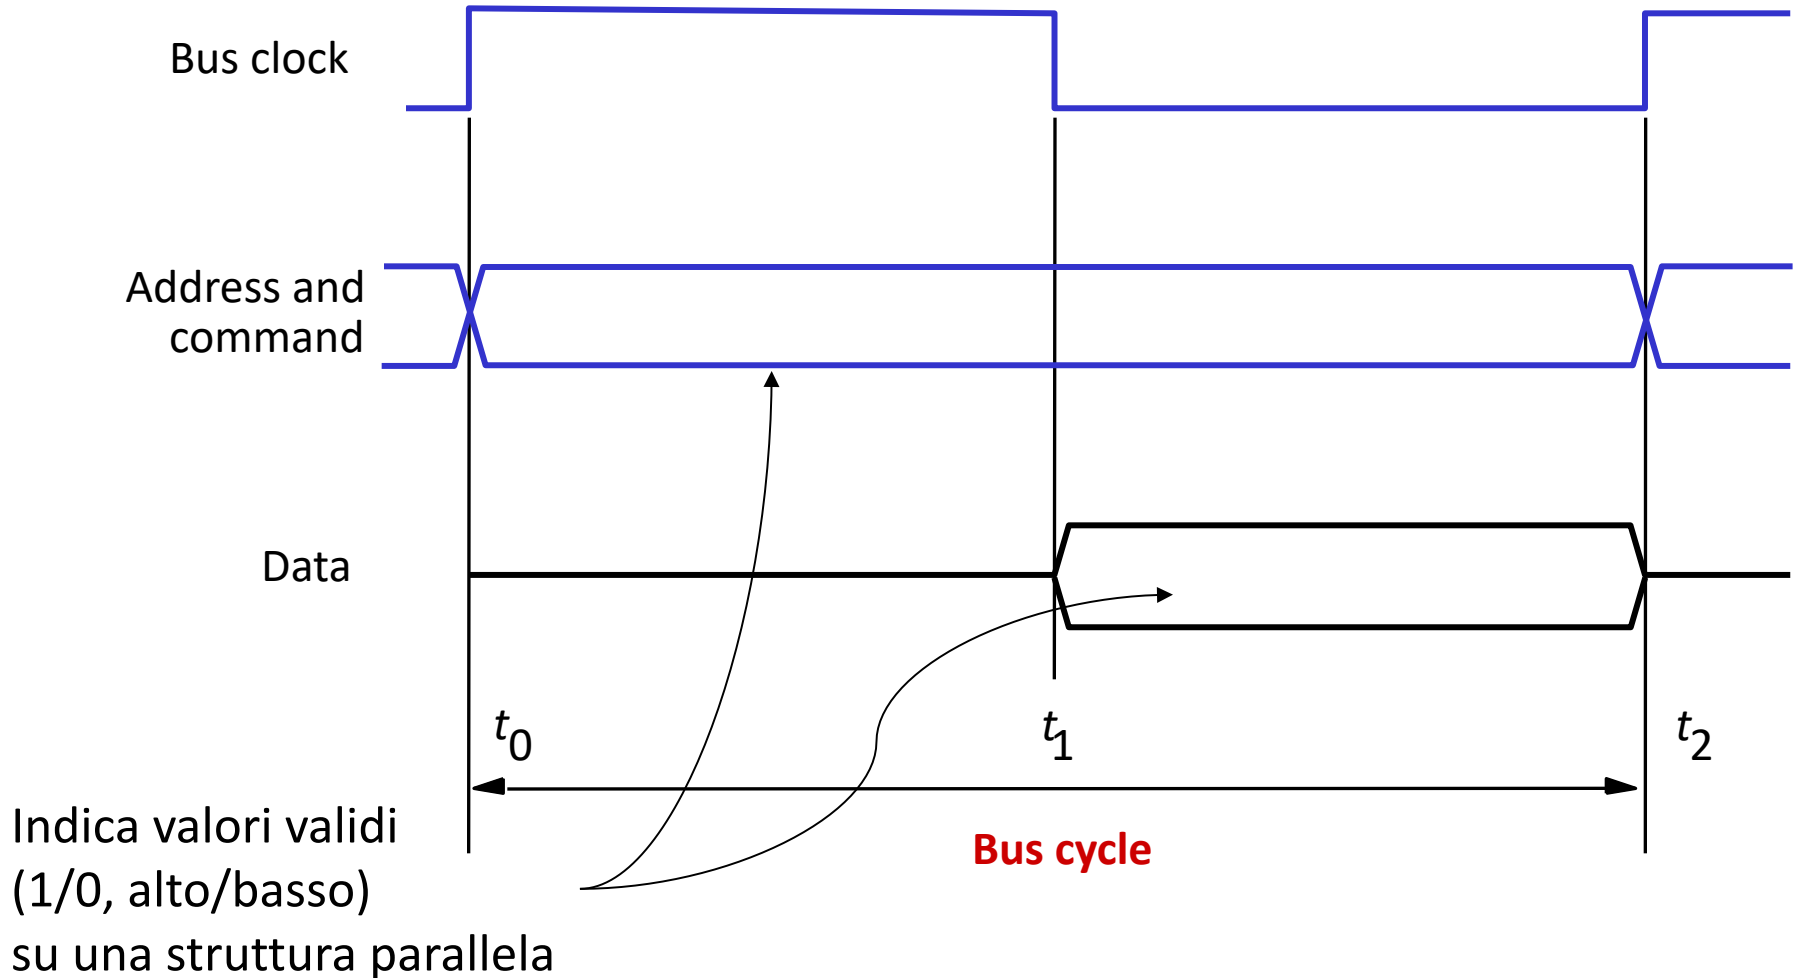 Bus clock
Address and
command
Data
t0
t1
t2
Bus cycle
Indica valori validi
(1/0, alto/basso)
su una struttura parallela